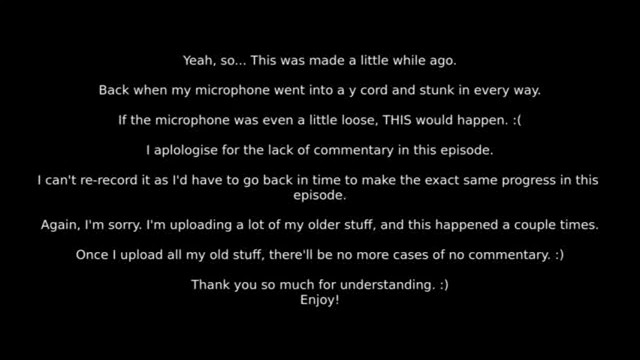 Yeah, so... This was made a little while ago.
Back when my microphone went into a y cord and stunk in every way.
If the microphone was even a little loose, THIS would happen. :(
I aplologise for the lack of commentary in this episode.
I can't re-record it as I'd have to go back in time to make the exact same progress in this
episode.
Again, I'm sorry. I'm uploading a lot of my older stuff, and this happened a couple times.
Once I upload all my old stuff, there'll be no more cases of no commentary. :)
Thank you so much for understanding. :)
Enjoy!